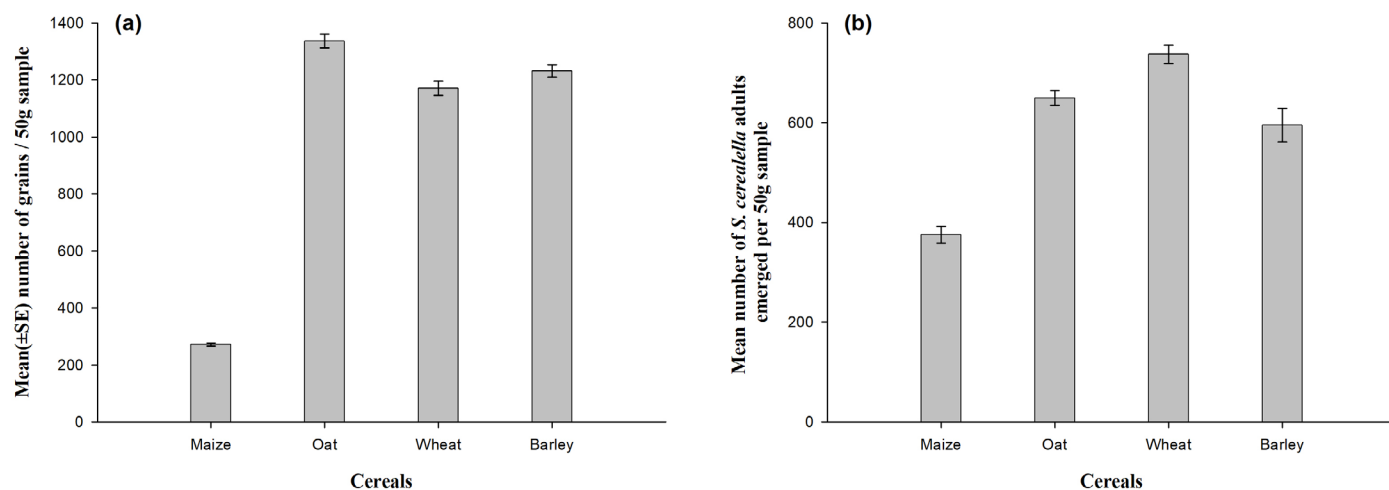 (a)
Mean(±SE) number of grains / 50g sample
1400
1200
1000
800
600
400
200
0
Maize Oat Wheat Barley
Cereals
(b)
Mean number of S. cerealella adults
emerged per 50g sample
800
600
400
200
0
Maize Oat Wheat Barley
Cereals